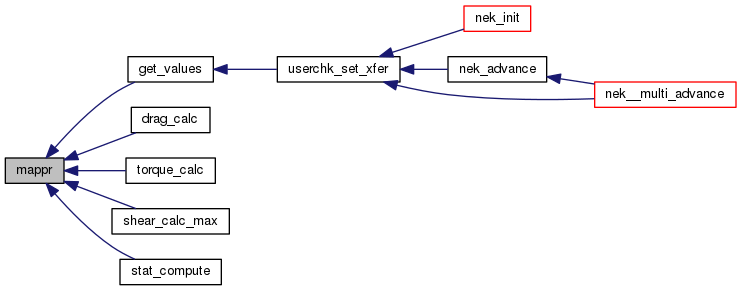 nek_init
get_values
userchk_set_xfer
nek_advance
nek__multi_advance
drag_calc
mappr
torque_calc
shear_calc_max
stat_compute